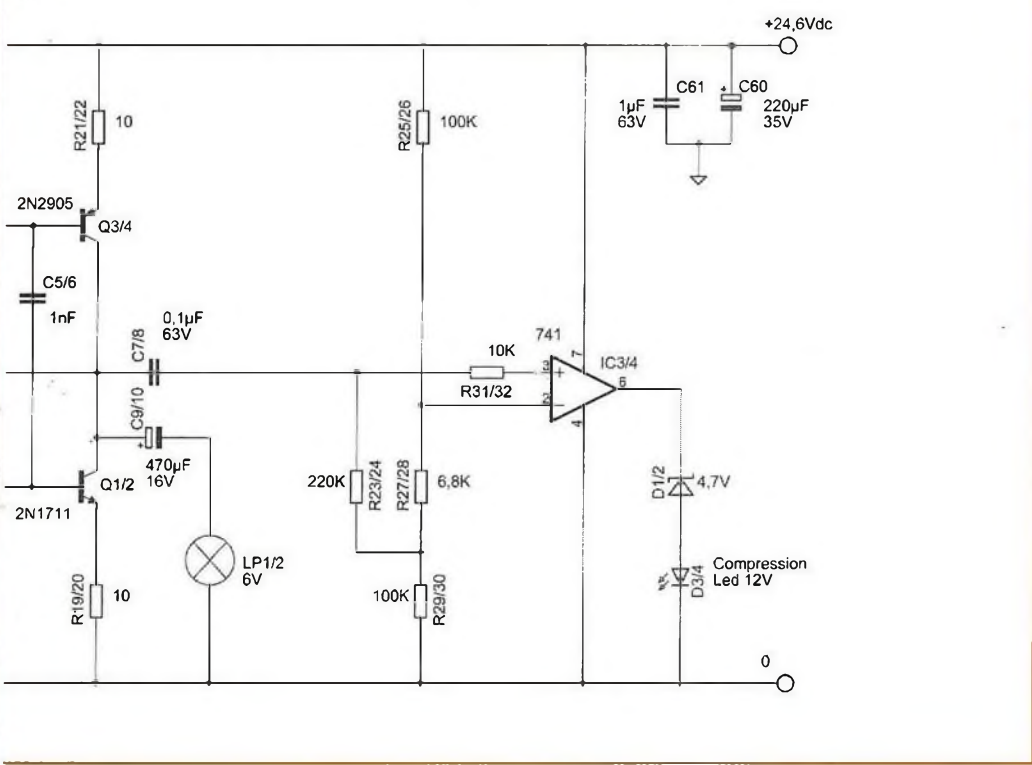 +24,6Vdc
R21/22
10
R25/26
100K
C61
1µF
63V
+
C60
220µF
35V
2N2905
Q3/4
C5/6
1nF
C7/8
0,1µF
63V
741
7
10K
R31/32
3
+
IC3/4
6
2
−
4
C9/10
+
470µF
16V
Q1/2
2N1711
220K
R23/24
R27/28
6,8K
D1/2
4,7V
LP1/2
6V
R19/20
10
100K
R29/30
D3/4
Compression
Led 12V
0